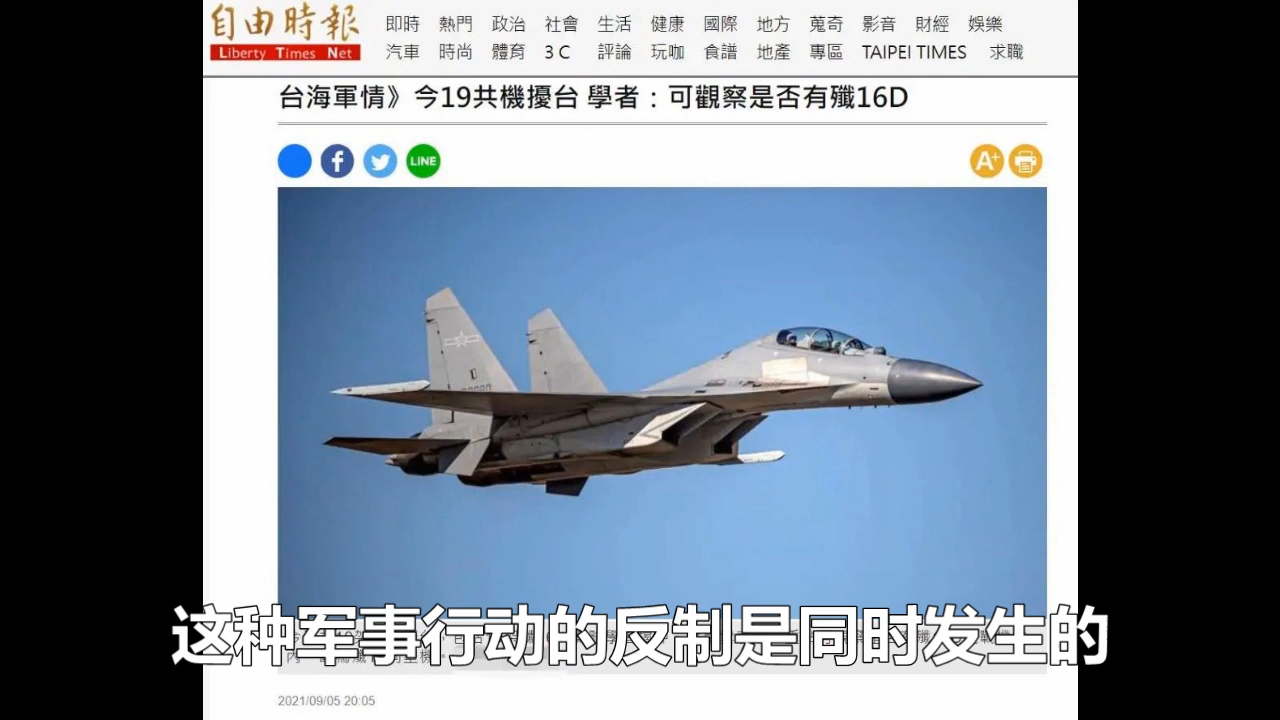 自由時報
Liberty Times Net
即時 熱門 政治 社會 生活 健康 國際 地方 蒐奇 影音 財經 娛樂
汽車 時尚 體育 3 C 評論 玩咖 食譜 地產 專區 TAIPEI TIMES 求職
台海軍情》今19共機擾台 學者：可觀察是否有殲16D
f
LINE
A+
这种军事行动的反制是同时发生的
2021/09/05 20:05